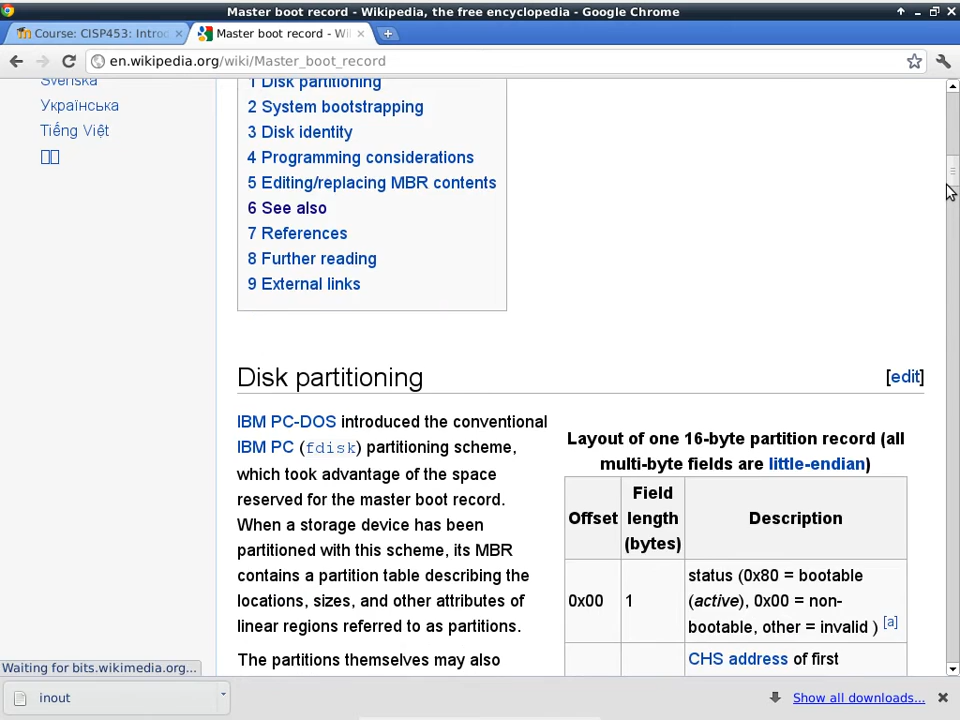 Master boot record - Wikipedia, the free encyclopedia - Google Chrome
Course: CISP453: Intro
Master boot record - Wi
en.wikipedia.org/wiki/Master_boot_record
Svenska
Українська
Tiếng Việt
1 Disk partitioning
2 System bootstrapping
3 Disk identity
4 Programming considerations
5 Editing/replacing MBR contents
6 See also
7 References
8 Further reading
9 External links
Disk partitioning
[edit]
IBM PC-DOS introduced the conventional
IBM PC (fdisk) partitioning scheme,
which took advantage of the space
reserved for the master boot record.
When a storage device has been
partitioned with this scheme, its MBR
contains a partition table describing the
locations, sizes, and other attributes of
linear regions referred to as partitions.
The partitions themselves may also
Layout of one 16-byte partition record (all
multi-byte fields are little-endian)
Offset
Field
length
(bytes)
Description
0x00
1
status (0x80 = bootable
(active), 0x00 = non-
bootable, other = invalid ) [a]
CHS address of first
Waiting for bits.wikimedia.org...
inout
Show all downloads...